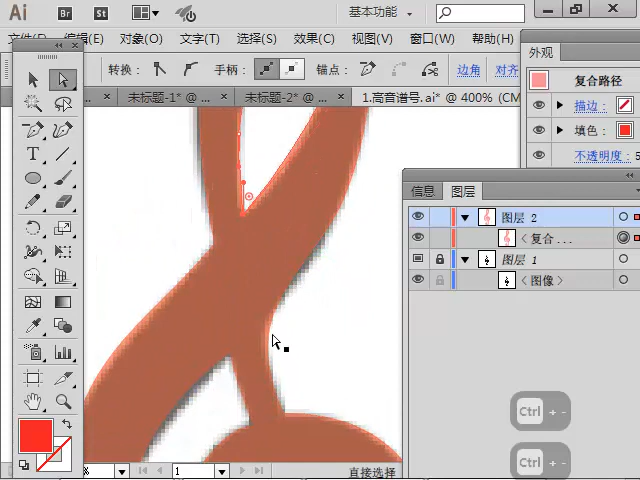 Ai Br St 基本功能
文件(F) 编辑(E) 对象(O) 文字(T) 选择(S) 效果(C) 视图(V) 窗口(W) 帮助(H)
转换： 手柄： 锚点： 边角 对齐
未标题-1* @ ... × 未标题-2* @ ... × 1.高音谱号.ai* @ 400% (CM
外观
复合路径
描边：
填色：
不透明度：5
信息 图层
图层 2
〈复合...
图层 1
〈图像〉
Ctrl + -
Ctrl + -
% 1 直接选择